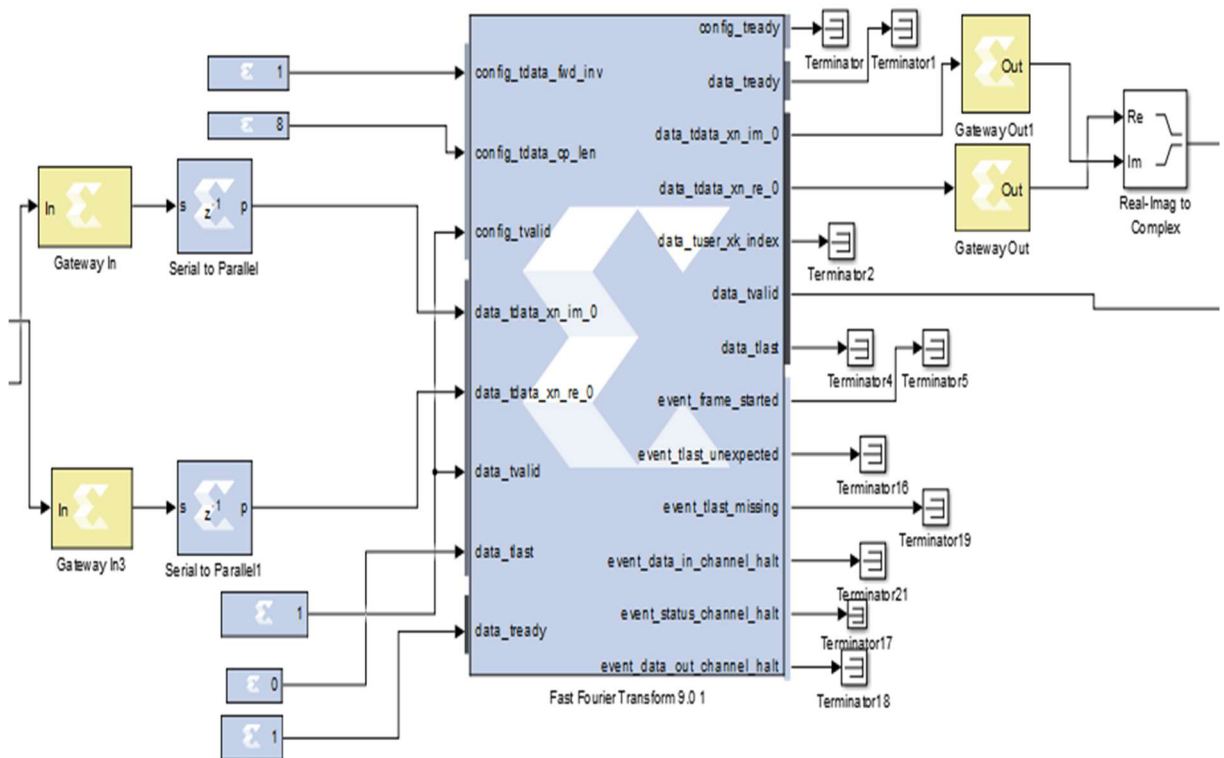 1
8
In
Gateway In
s z-1 p
Serial to Parallel
In
Gateway In3
s z-1 p
Serial to Parallel1
1
0
1
config_tdata_fwd_inv
config_tdata_cp_len
config_tvalid
data_tdata_xn_im_0
data_tdata_xn_re_0
data_tvalid
data_tlast
data_tready
config_tready
data_tready
data_tdata_xn_im_0
data_tdata_xn_re_0
data_tuser_xk_index
data_tvalid
data_tlast
event_frame_started
event_tlast_unexpected
event_tlast_missing
event_data_in_channel_halt
event_status_channel_halt
event_data_out_channel_halt
Fast Fourier Transform 9.0 1
Terminator
Terminator1
Out
Gateway Out1
Out
Gateway Out
Re
Im
Real-Imag to
Complex
Terminator2
Terminator4
Terminator5
Terminator16
Terminator19
Terminator21
Terminator17
Terminator18